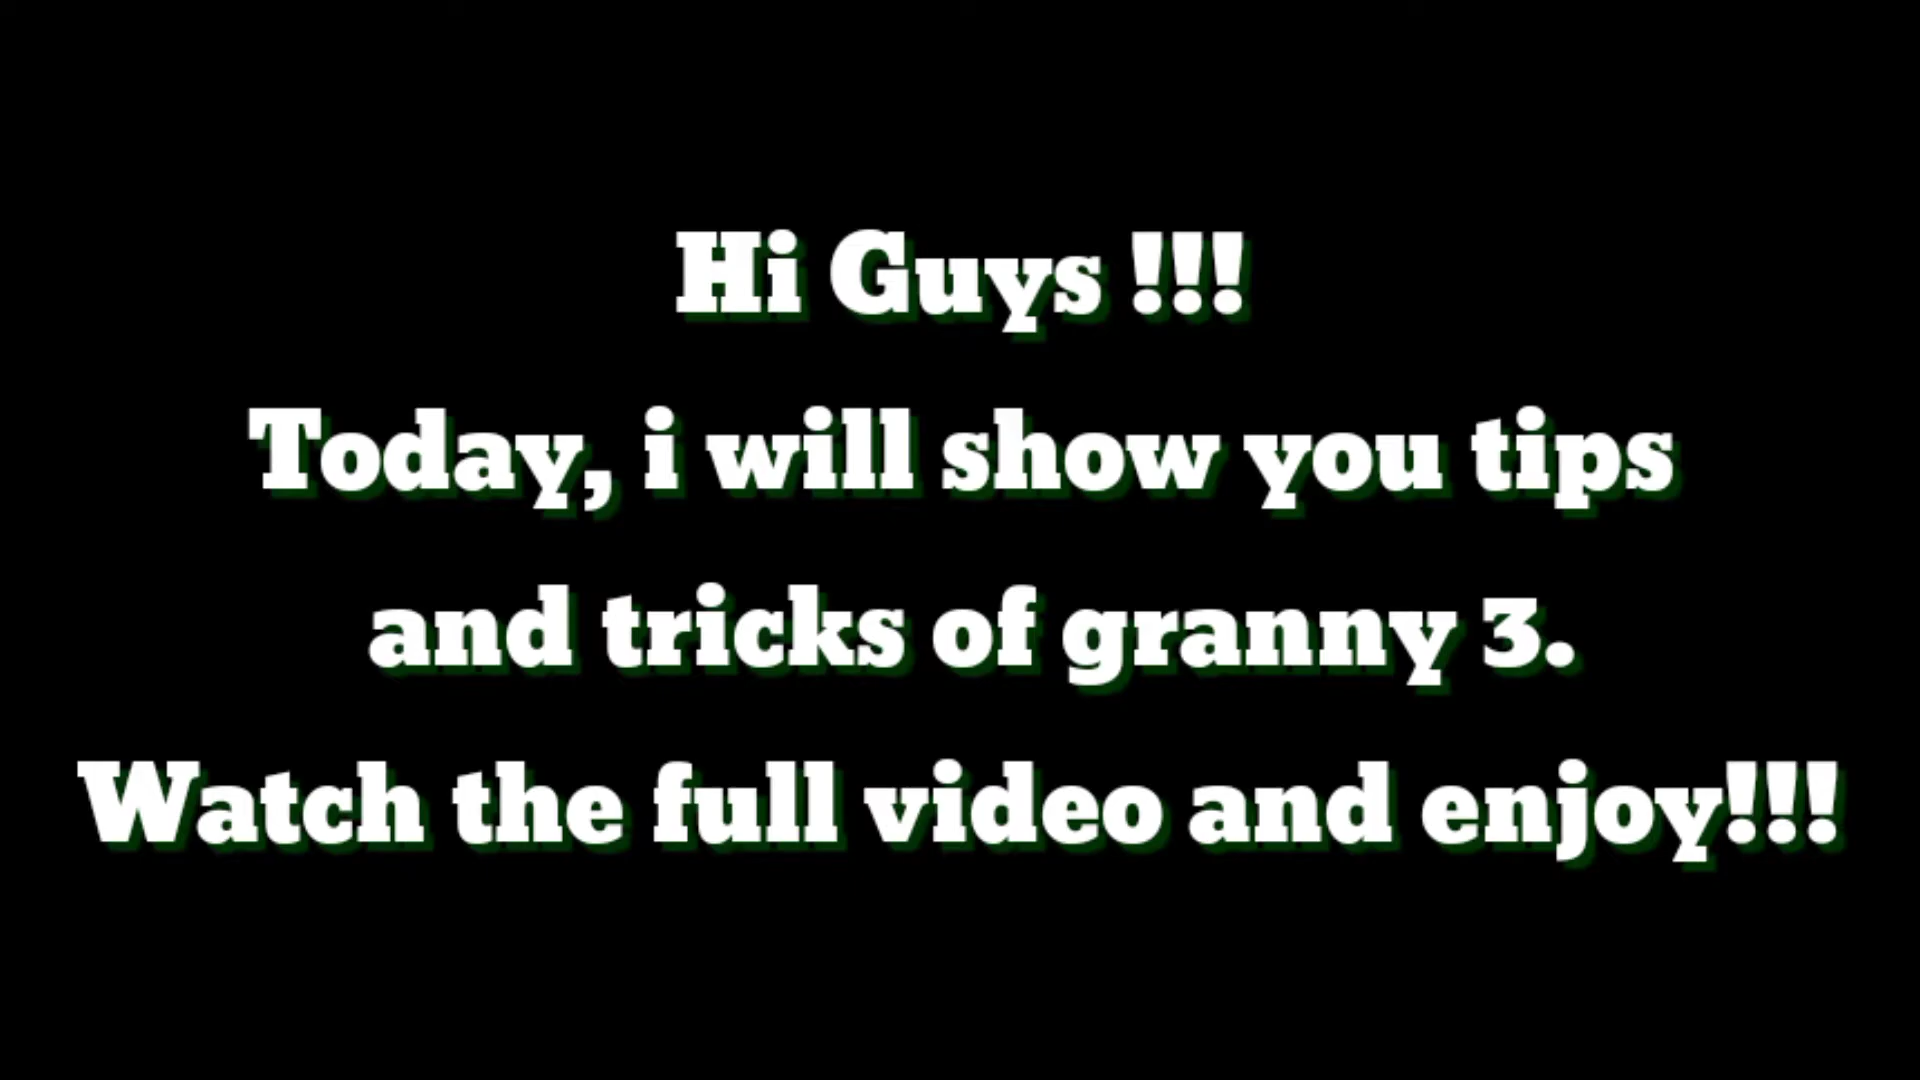 Hi Guys !!!
Today, i will show you tips
and tricks of granny 3.
Watch the full video and enjoy!!!